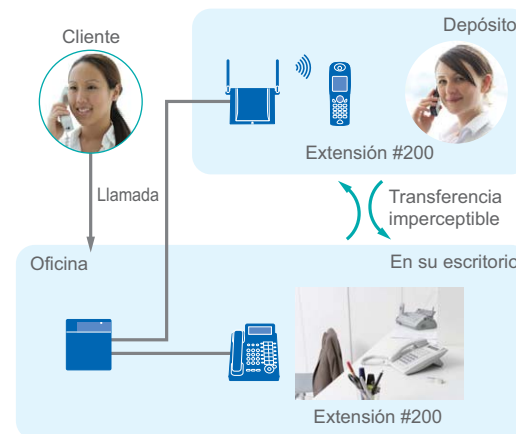 Cliente
Depósito
Extensión #200
Llamada
Transferencia
imperceptible
Oficina
En su escritorio
Extensión #200